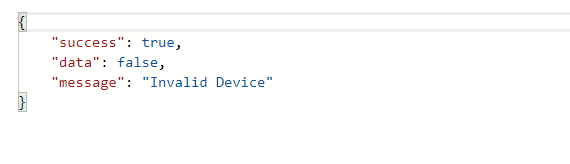 {
    "success": true,
    "data": false,
    "message": "Invalid Device"
}